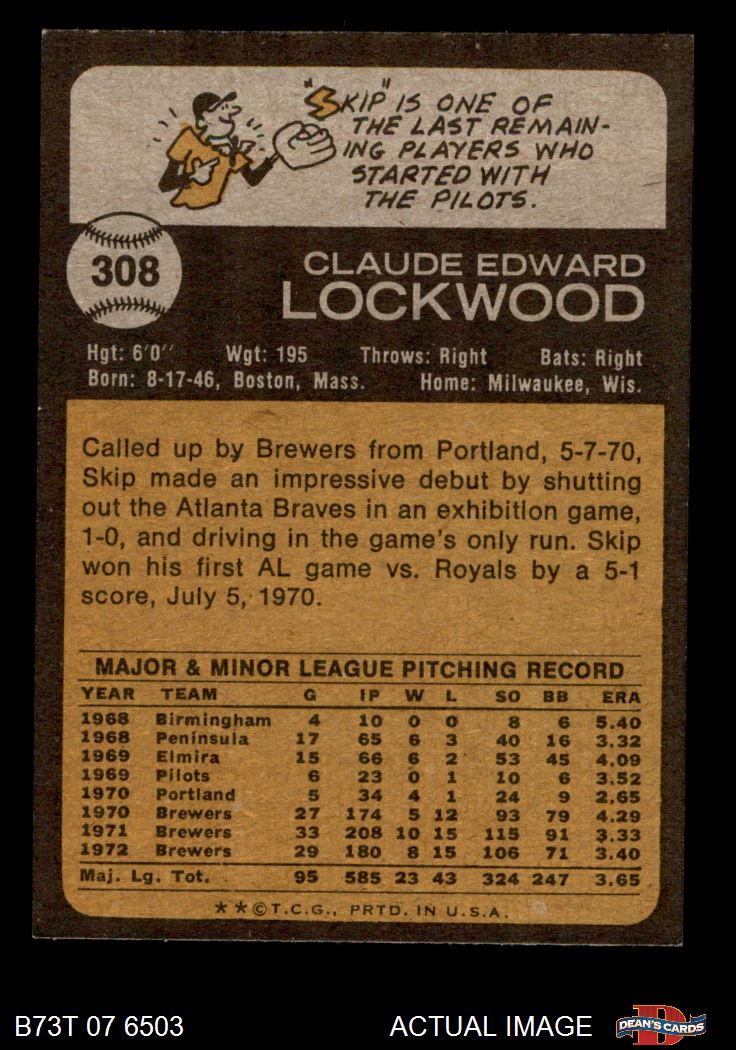 "SKIP" IS ONE OF
THE LAST REMAIN-
ING PLAYERS WHO
STARTED WITH
THE PILOTS.
308
CLAUDE EDWARD
LOCKWOOD
Hgt: 6'0'' Wgt: 195 Throws: Right Bats: Right
Born: 8-17-46, Boston, Mass. Home: Milwaukee, Wis.
Called up by Brewers from Portland, 5-7-70,
Skip made an impressive debut by shutting
out the Atlanta Braves in an exhibition game,
1-0, and driving in the game's only run. Skip
won his first AL game vs. Royals by a 5-1
score, July 5, 1970.
MAJOR & MINOR LEAGUE PITCHING RECORD
YEAR TEAM G IP W L SO BB ERA
1968 Birmingham 4 10 0 0 8 6 5.40
1968 Peninsula 17 65 6 3 40 16 3.32
1969 Elmira 15 66 6 2 53 45 4.09
1969 Pilots 6 23 0 1 10 6 3.52
1970 Portland 5 34 4 1 24 9 2.65
1970 Brewers 27 174 5 12 93 79 4.29
1971 Brewers 33 208 10 15 115 91 3.33
1972 Brewers 29 180 8 15 106 71 3.40
Maj. Lg. Tot. 95 585 23 43 324 247 3.65
**©T.C.G., PRTD. IN U.S.A.
B73T 07 6503 ACTUAL IMAGE DEAN'S CARDS